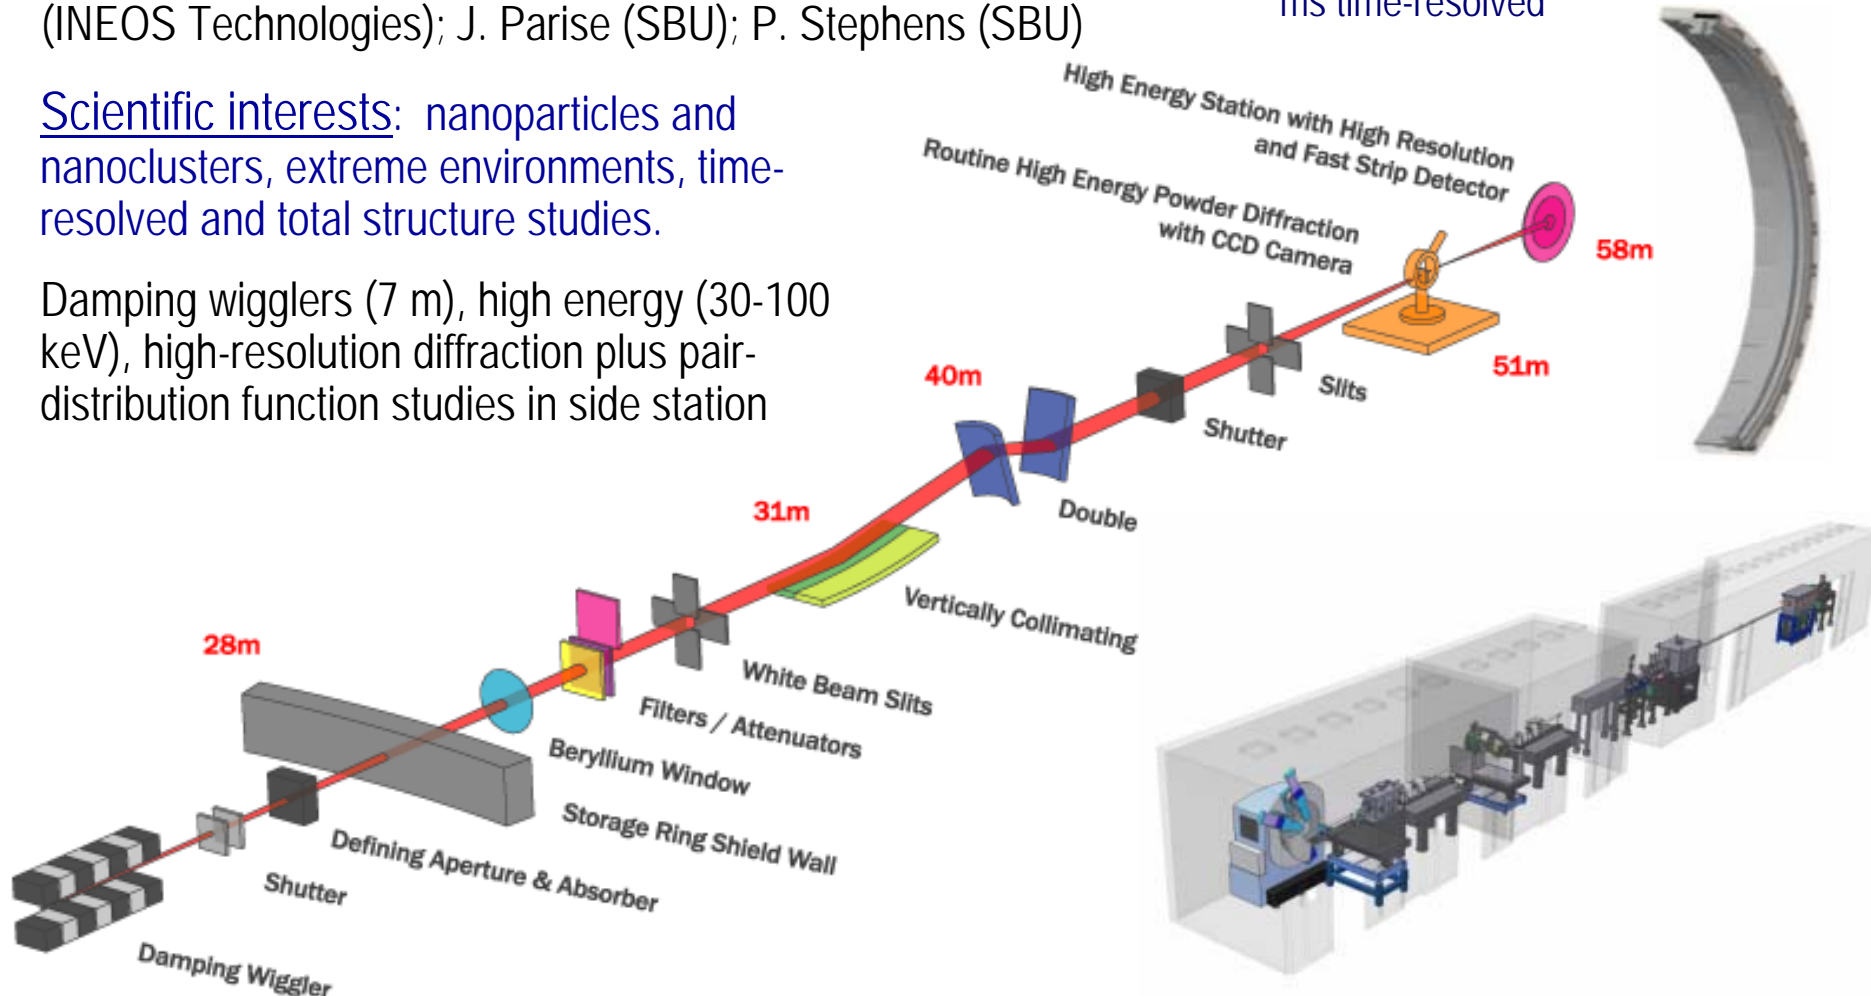 (INEOS Technologies); J. Parise (SBU); P. Stephens (SBU)
ms time-resolved
Scientific interests: nanoparticles and
nanoclusters, extreme environments, time-
resolved and total structure studies.
Damping wigglers (7 m), high energy (30-100
keV), high-resolution diffraction plus pair-
distribution function studies in side station
High Energy Station with High Resolution
and Fast Strip Detector
Routine High Energy Powder Diffraction
with CCD Camera
58m
51m
Slits
40m
Shutter
Double
31m
Vertically Collimating
White Beam Slits
28m
Filters / Attenuators
Beryllium Window
Storage Ring Shield Wall
Defining Aperture & Absorber
Shutter
Damping Wiggler